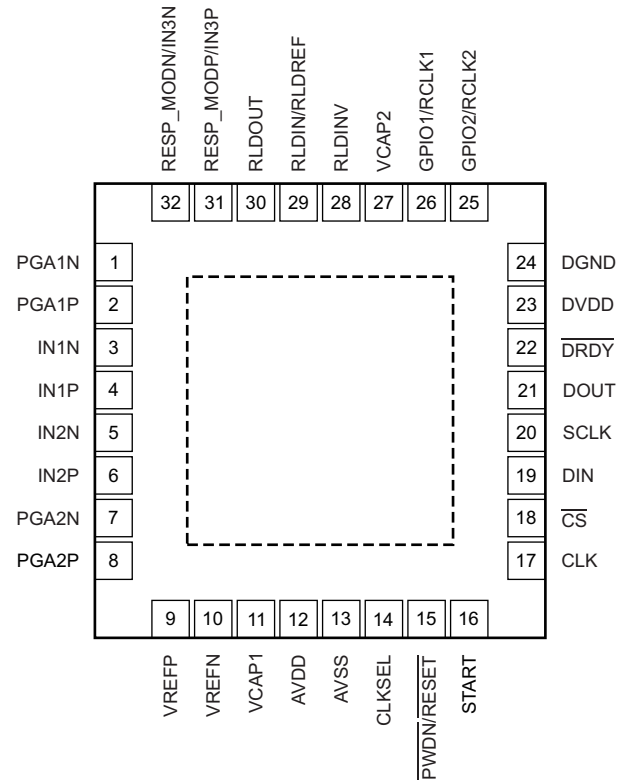 RESP_MODN/IN3N
RESP_MODP/IN3P
RLDOUT
RLDIN/RLDREF
RLDINV
VCAP2
GPIO1/RCLK1
GPIO2/RCLK2
32 31 30 29 28 27 26 25
PGA1N 1
PGA1P 2
IN1N 3
IN1P 4
IN2N 5
IN2P 6
PGA2N 7
PGA2P 8
24 DGND
23 DVDD
22 DRDY
21 DOUT
20 SCLK
19 DIN
18 CS
17 CLK
9 10 11 12 13 14 15 16
VREFP
VREFN
VCAP1
AVDD
AVSS
CLKSEL
PWDN/RESET
START